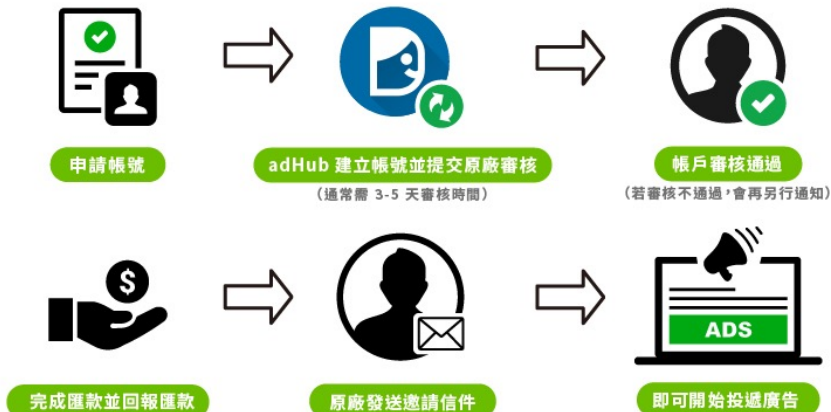 申請帳號
adHub 建立帳號並提交原廠審核
(通常需 3-5 天審核時間)
帳戶審核通過
(若審核不通過，會再另行通知)
$
ADS
完成匯款並回報匯款
原廠發送邀請信件
即可開始投遞廣告